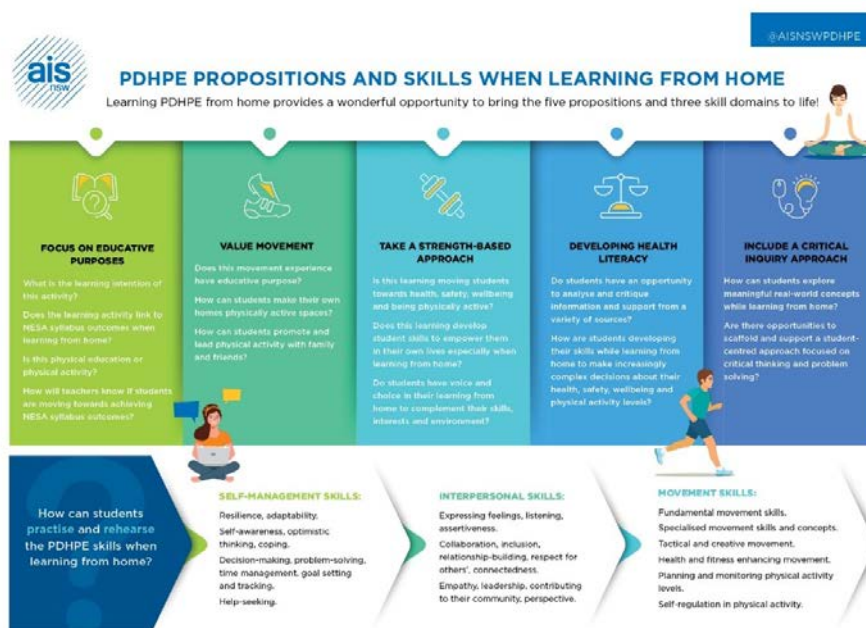 @AISNSWPDHPE
ais
nsw
PDHPE PROPOSITIONS AND SKILLS WHEN LEARNING FROM HOME
Learning PDHPE from home provides a wonderful opportunity to bring the five propositions and three skill domains to life!
FOCUS ON EDUCATIVE
PURPOSES
What is the learning intention of
this activity?
Does the learning activity link to
NESA syllabus outcomes when
learning from home?
Is this physical education or
physical activity?
How will teachers know if students
are moving towards achieving
NESA syllabus outcomes?
VALUE MOVEMENT
Does this movement experience
have educative purpose?
How can students make their own
homes physically active spaces?
How can students promote and
lead physical activity with family
and friends?
TAKE A STRENGTH-BASED
APPROACH
Is this learning moving students
towards health, safety, wellbeing
and being physically active?
Does this learning develop
student skills to empower them
in their own lives especially when
learning from home?
Do students have voice and
choice in their learning from
home to complement their skills,
interests and environment?
DEVELOPING HEALTH
LITERACY
Do students have an opportunity
to analyse and critique
information and support from a
variety of sources?
How are students developing
their skills while learning from
home to make increasingly
complex decisions about their
health, safety, wellbeing and
physical activity levels?
INCLUDE A CRITICAL
INQUIRY APPROACH
How can students explore
meaningful real-world concepts
while learning from home?
Are there opportunities to
scaffold and support a student-
centred approach focused on
critical thinking and problem
solving?
How can students
practise and rehearse
the PDHPE skills when
learning from home?
SELF-MANAGEMENT SKILLS:
Resilience, adaptability.
Self-awareness, optimistic
thinking, coping.
Decision-making, problem-solving,
time management, goal setting
and tracking.
Help-seeking.
INTERPERSONAL SKILLS:
Expressing feelings, listening,
assertiveness.
Collaboration, inclusion,
relationship-building, respect for
others', connectedness.
Empathy, leadership, contributing
to their community, perspective.
MOVEMENT SKILLS:
Fundamental movement skills.
Specialised movement skills and concepts.
Tactical and creative movement.
Health and fitness enhancing movement.
Planning and monitoring physical activity
levels.
Self-regulation in physical activity.